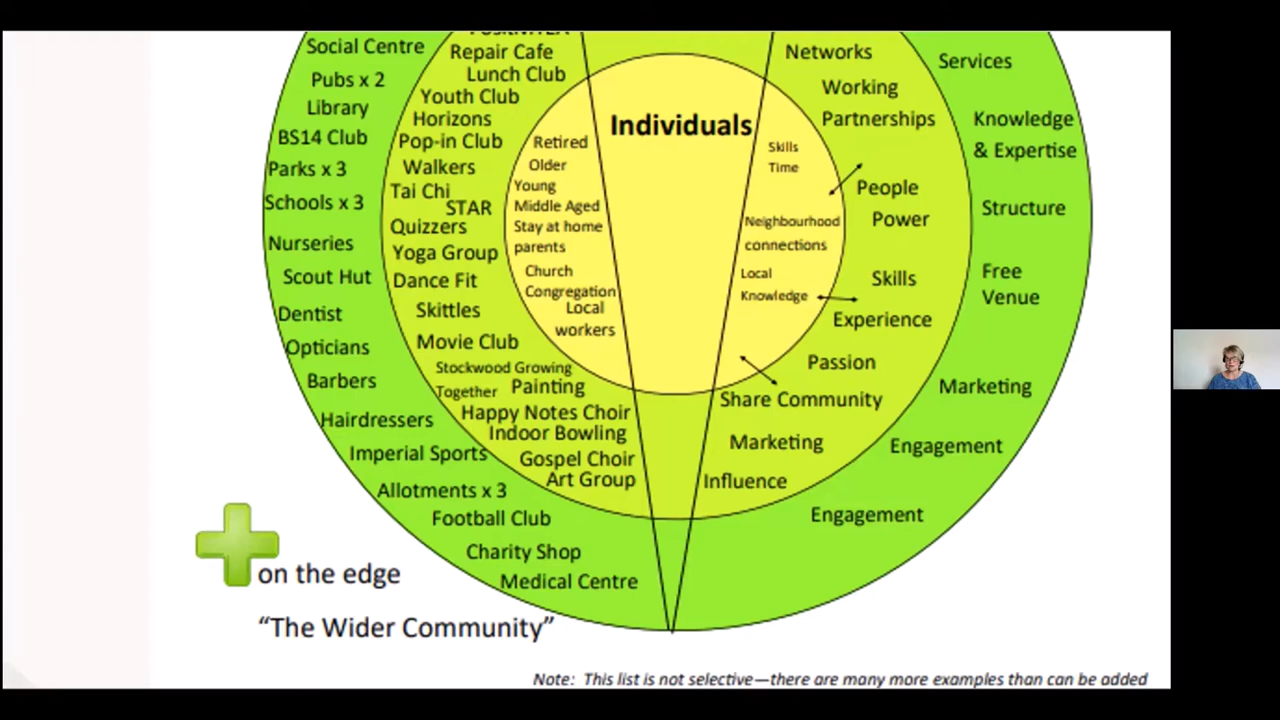 Social Centre
Pubs x 2
Library
BS14 Club
Parks x 3
Schools x 3
Nurseries
Scout Hut
Dentist
Opticians
Barbers
Hairdressers
Imperial Sports
Allotments x 3
Football Club
Charity Shop
Medical Centre
Repair Cafe
Lunch Club
Youth Club
Horizons
Pop-in Club
Walkers
Tai Chi
STAR
Quizzers
Yoga Group
Dance Fit
Skittles
Movie Club
Stockwood Growing
Together
Painting
Happy Notes Choir
Indoor Bowling
Gospel Choir
Art Group
Individuals
Retired
Older
Young
Middle Aged
Stay at home
parents
Church
Congregation
Local
workers
Skills
Time
Neighbourhood
connections
Local
Knowledge
Networks
Working
Partnerships
People
Power
Skills
Experience
Passion
Share Community
Marketing
Influence
Services
Knowledge
& Expertise
Structure
Free
Venue
Marketing
Engagement
Engagement
on the edge
“The Wider Community”
Note: This list is not selective—there are many more examples than can be added